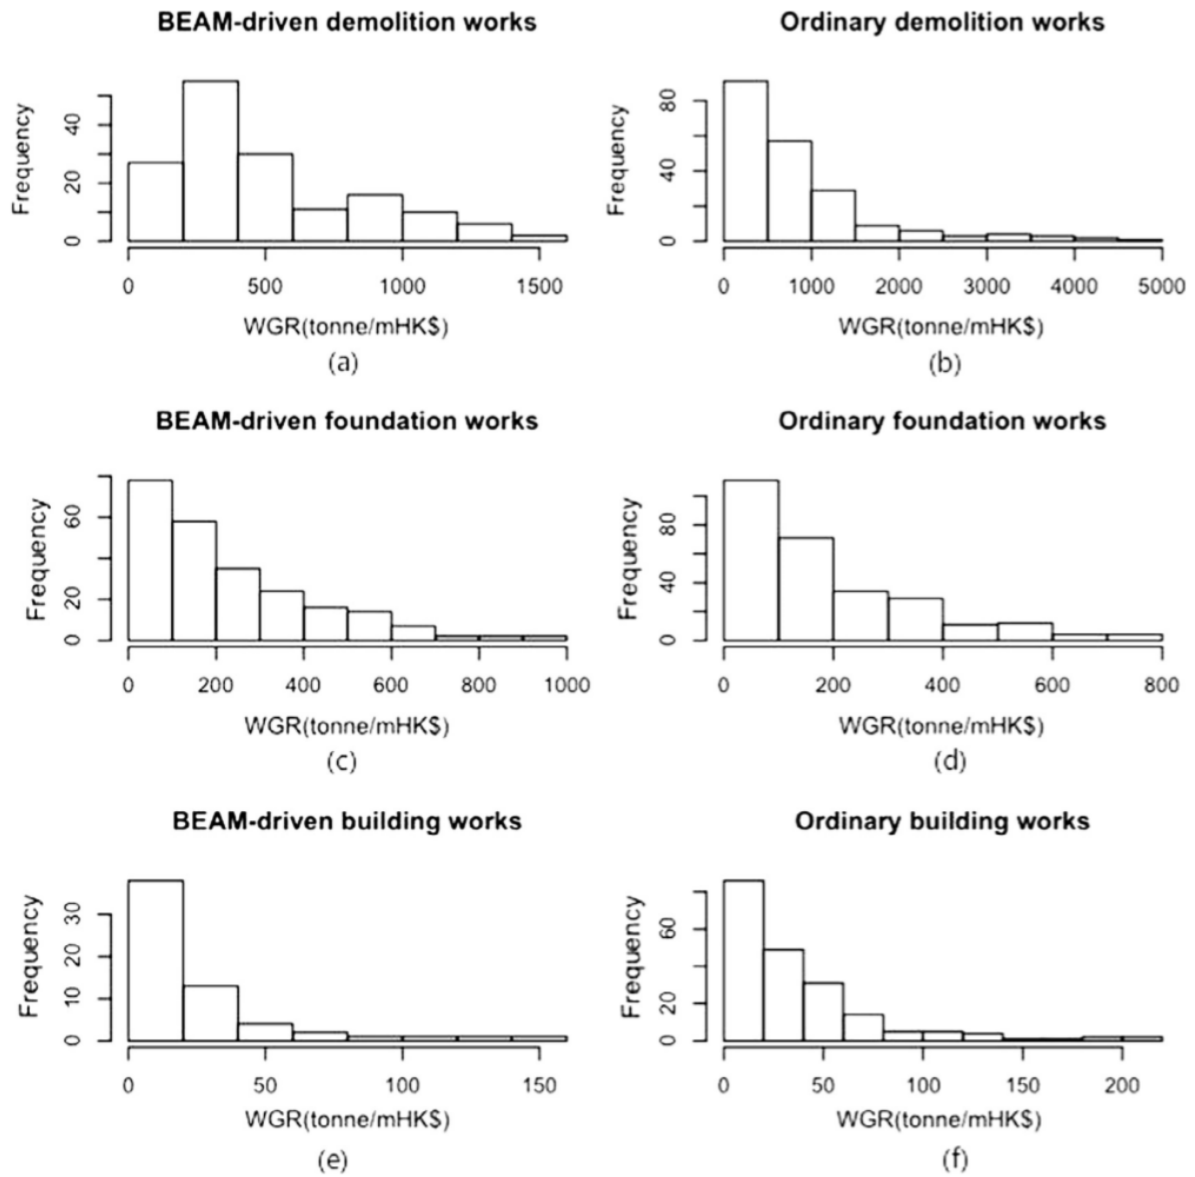 BEAM-driven demolition works
Frequency
0 20 40
0 500 1000 1500
WGR(tonne/mHK$)
(a)
Ordinary demolition works
Frequency
0 40 80
0 1000 2000 3000 4000 5000
WGR(tonne/mHK$)
(b)
BEAM-driven foundation works
Frequency
0 20 60
0 200 400 600 800 1000
WGR(tonne/mHK$)
(c)
Ordinary foundation works
Frequency
0 40 80
0 200 400 600 800
WGR(tonne/mHK$)
(d)
BEAM-driven building works
Frequency
0 10 20 30
0 50 100 150
WGR(tonne/mHK$)
(e)
Ordinary building works
Frequency
0 20 60
0 50 100 150 200
WGR(tonne/mHK$)
(f)